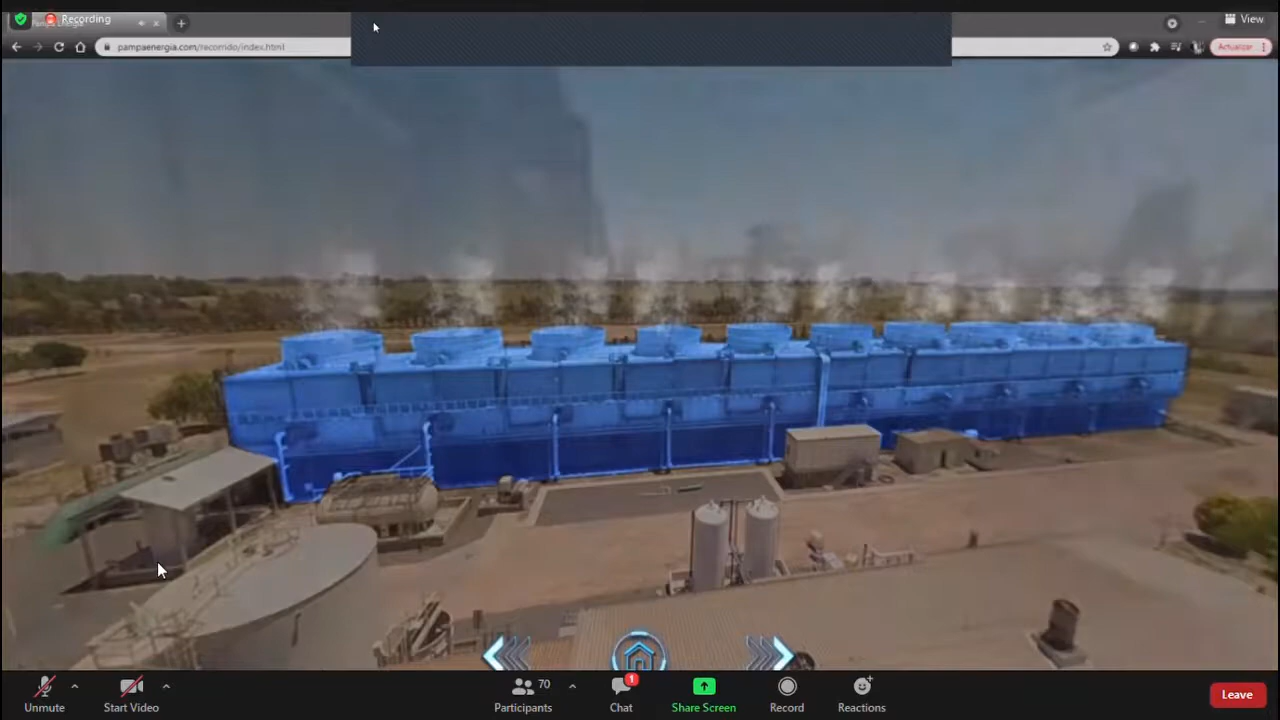 Recording
View
pampaenergia.com/recorrido/index.html
Actualizar
Unmute
Start Video
70
Participants
1
Chat
Share Screen
Record
Reactions
Leave